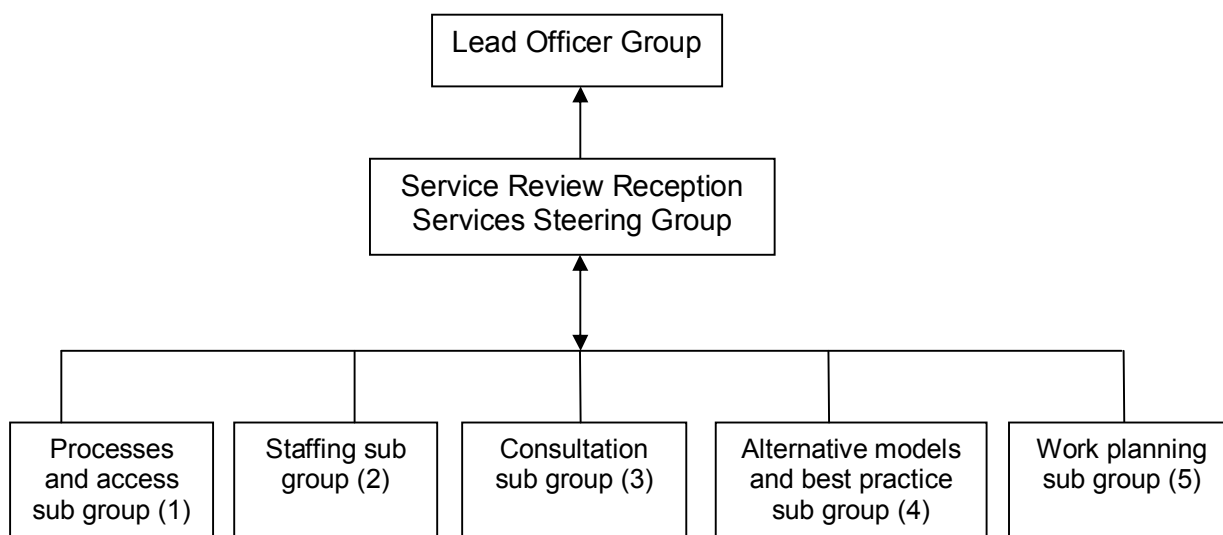 Lead Officer Group
Service Review Reception
Services Steering Group
Processes
and access
sub group (1)
Staffing sub
group (2)
Consultation
sub group (3)
Alternative models
and best practice
sub group (4)
Work planning
sub group (5)